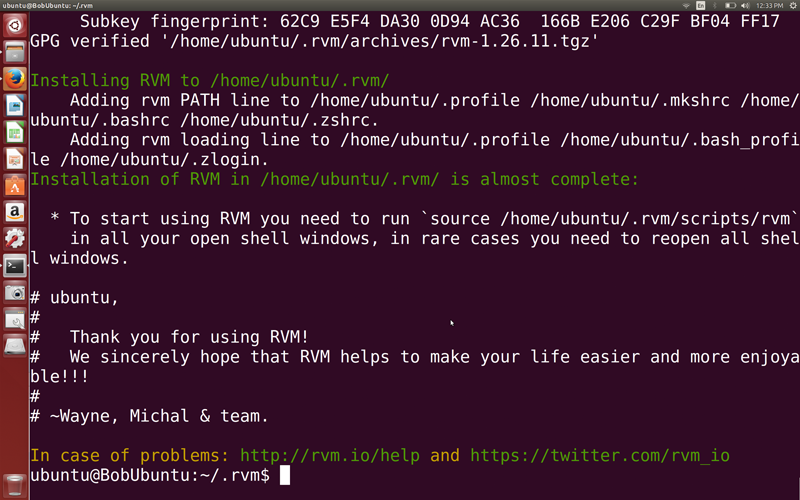 ubuntu@BobUbuntu: ~/.rvm
En
12:33 PM
Subkey fingerprint: 62C9 E5F4 DA30 0D94 AC36  166B E206 C29F BF04 FF17
GPG verified '/home/ubuntu/.rvm/archives/rvm-1.26.11.tgz'
Installing RVM to /home/ubuntu/.rvm/
Adding rvm PATH line to /home/ubuntu/.profile /home/ubuntu/.mkshrc /home/
ubuntu/.bashrc /home/ubuntu/.zshrc.
Adding rvm loading line to /home/ubuntu/.profile /home/ubuntu/.bash_profi
le /home/ubuntu/.zlogin.
Installation of RVM in /home/ubuntu/.rvm/ is almost complete:
* To start using RVM you need to run `source /home/ubuntu/.rvm/scripts/rvm`
in all your open shell windows, in rare cases you need to reopen all shel
l windows.
# ubuntu,
#
#   Thank you for using RVM!
#   We sincerely hope that RVM helps to make your life easier and more enjoya
ble!!!
#
# ~Wayne, Michal & team.
In case of problems: http://rvm.io/help and https://twitter.com/rvm_io
ubuntu@BobUbuntu:~/.rvm$